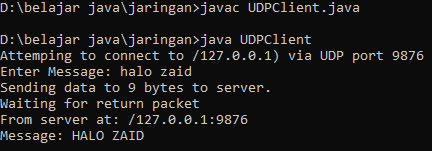 D:\belajar java\jaringan>javac UDPClient.java
D:\belajar java\jaringan>java UDPClient
Attemping to connect to /127.0.0.1) via UDP port 9876
Enter Message: halo zaid
Sending data to 9 bytes to server.
Waiting for return packet
From server at: /127.0.0.1:9876
Message: HALO ZAID